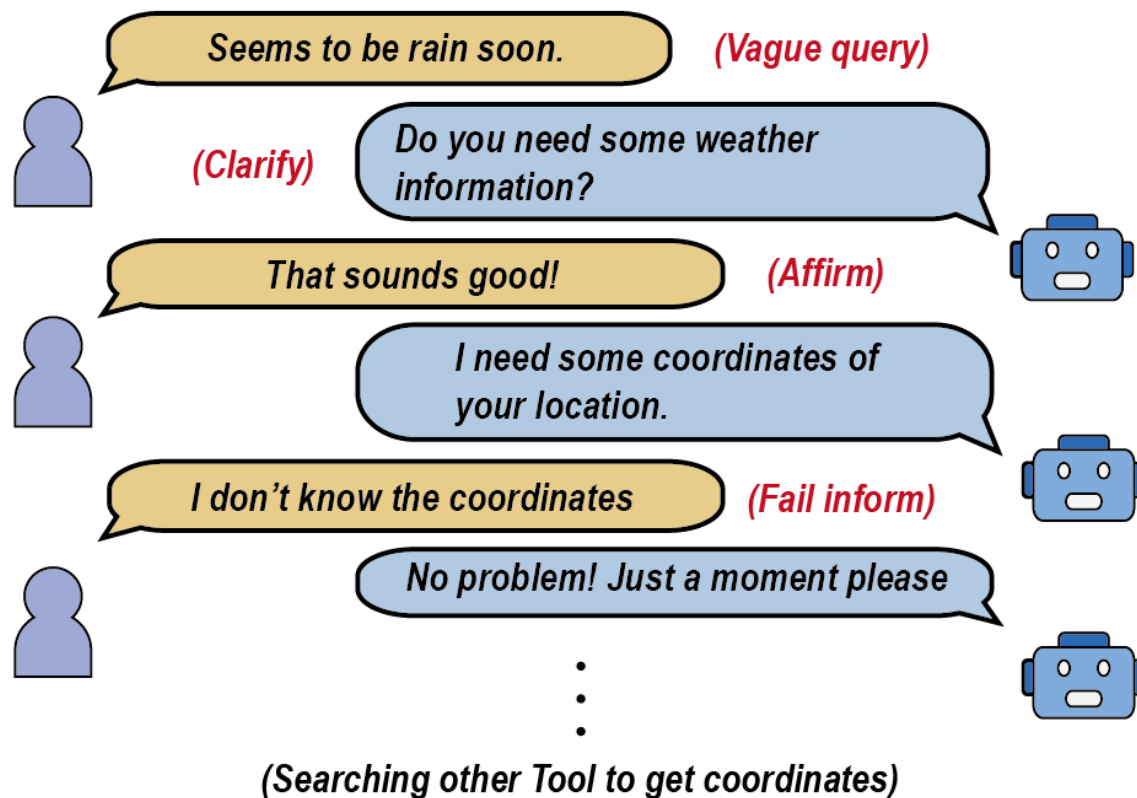 Seems to be rain soon.
(Vague query)
(Clarify)
Do you need some weather
information?
That sounds good!
(Affirm)
I need some coordinates of
your location.
I don't know the coordinates
(Fail inform)
No problem! Just a moment please
(Searching other Tool to get coordinates)